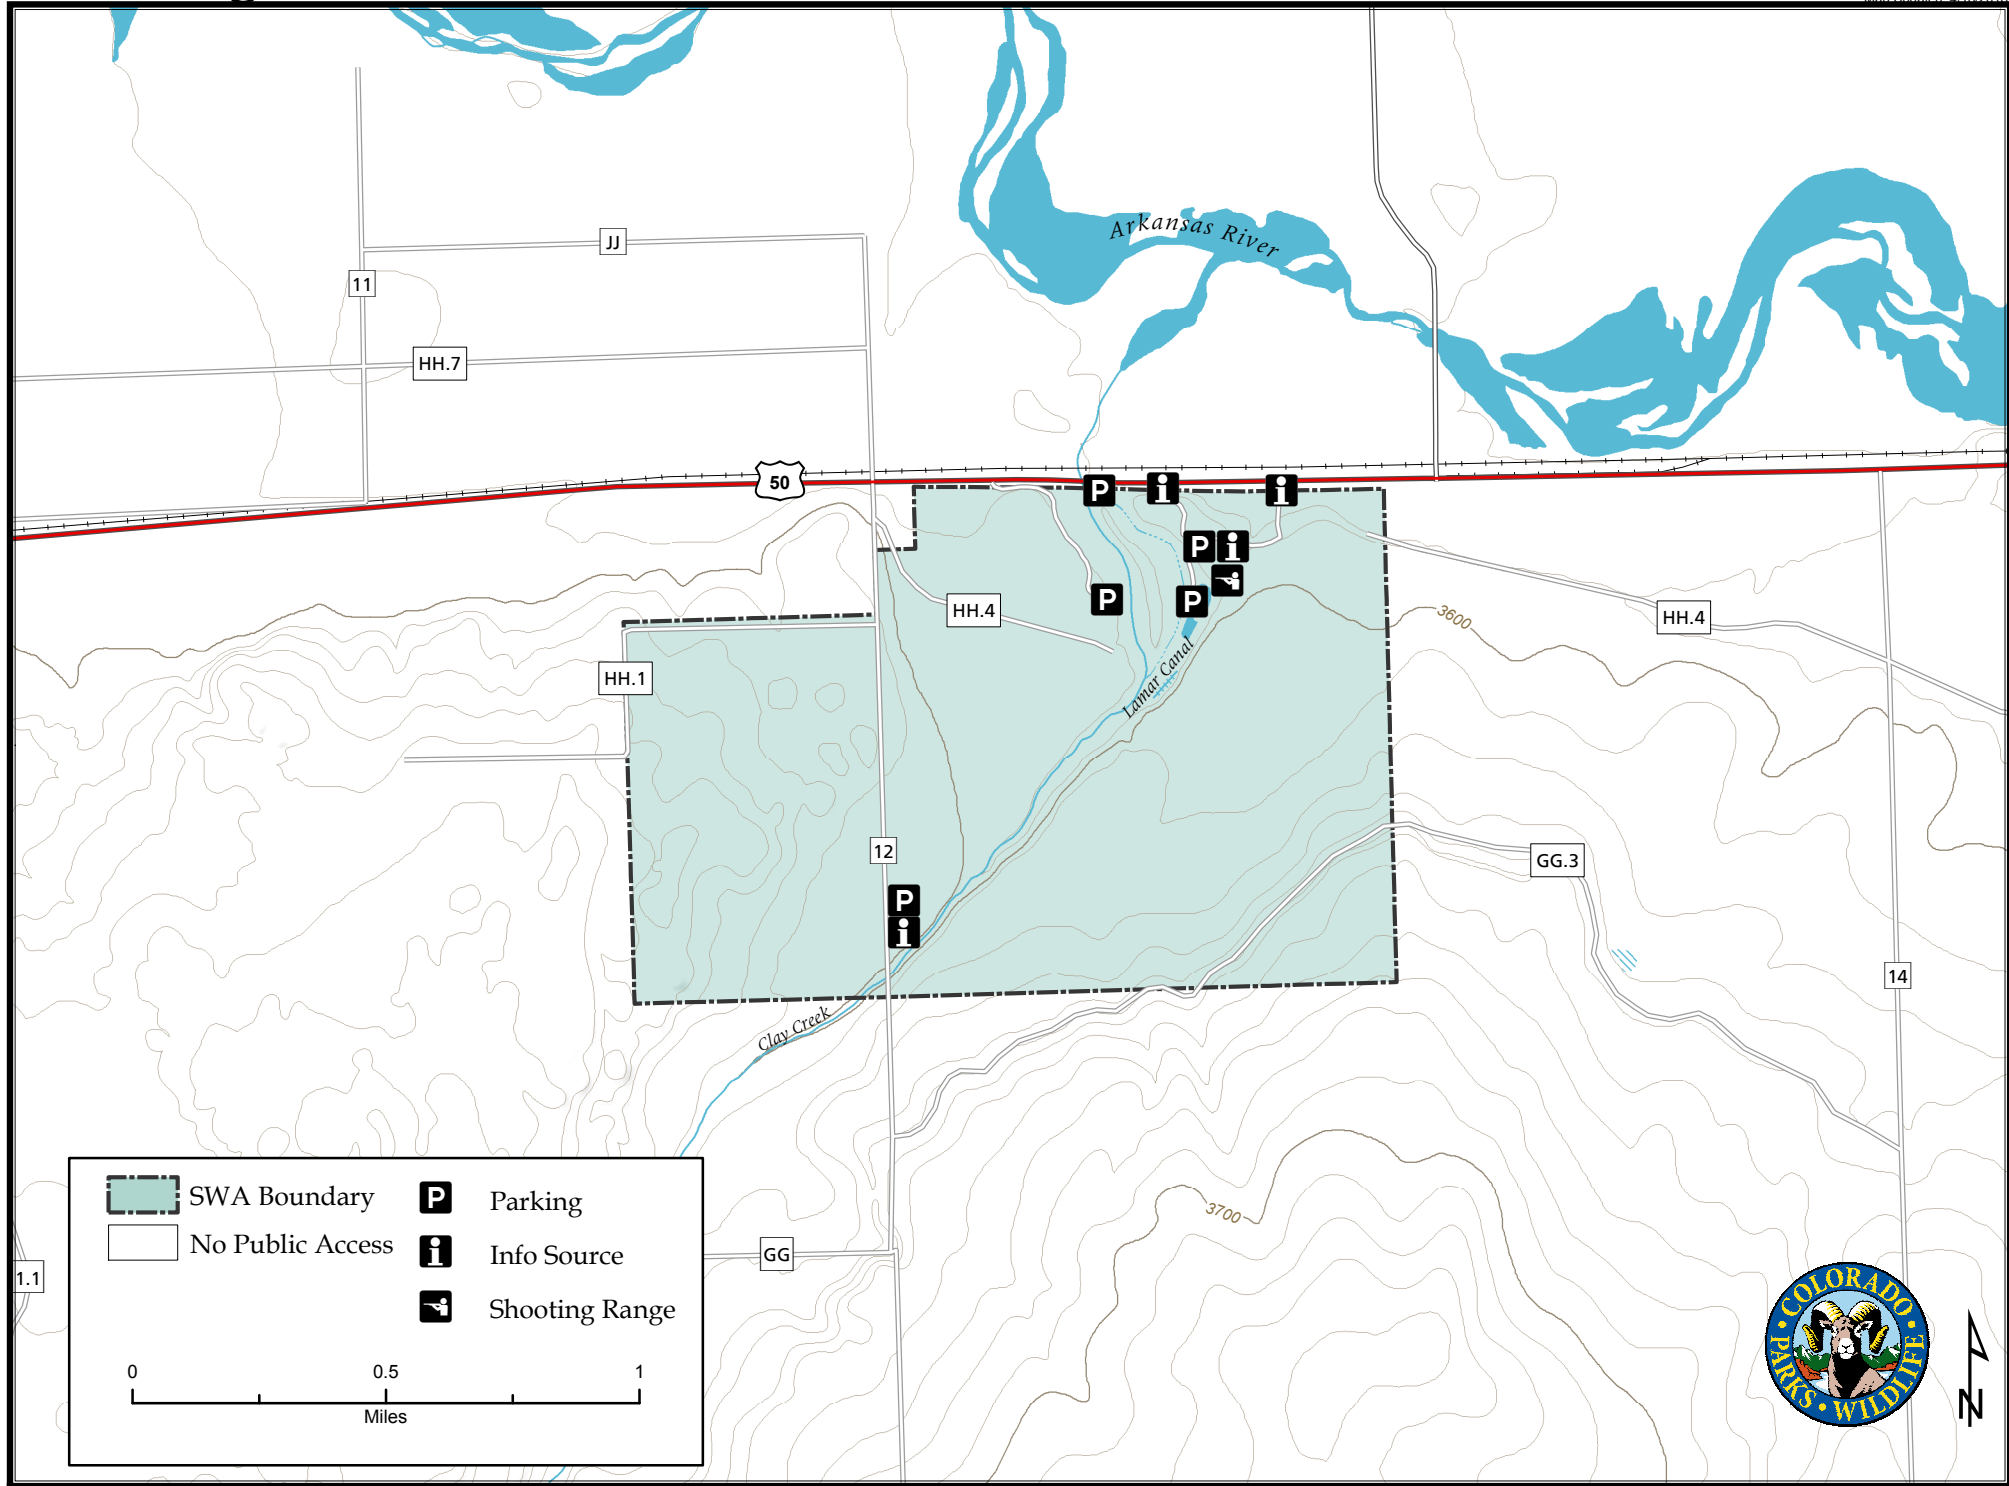 Arkansas River
JJ
11
HH.7
50
P
i
i
P
i
P
P
HH.4
HH.4
3600
HH.1
Lamar Canal
12
GG.3
P
i
14
Clay Creek
SWA Boundary
P
Parking
No Public Access
i
Info Source
Shooting Range
3700
GG
1.1
0
0.5
1
Miles
COLORADO
PARKS • WILDLIFE
N